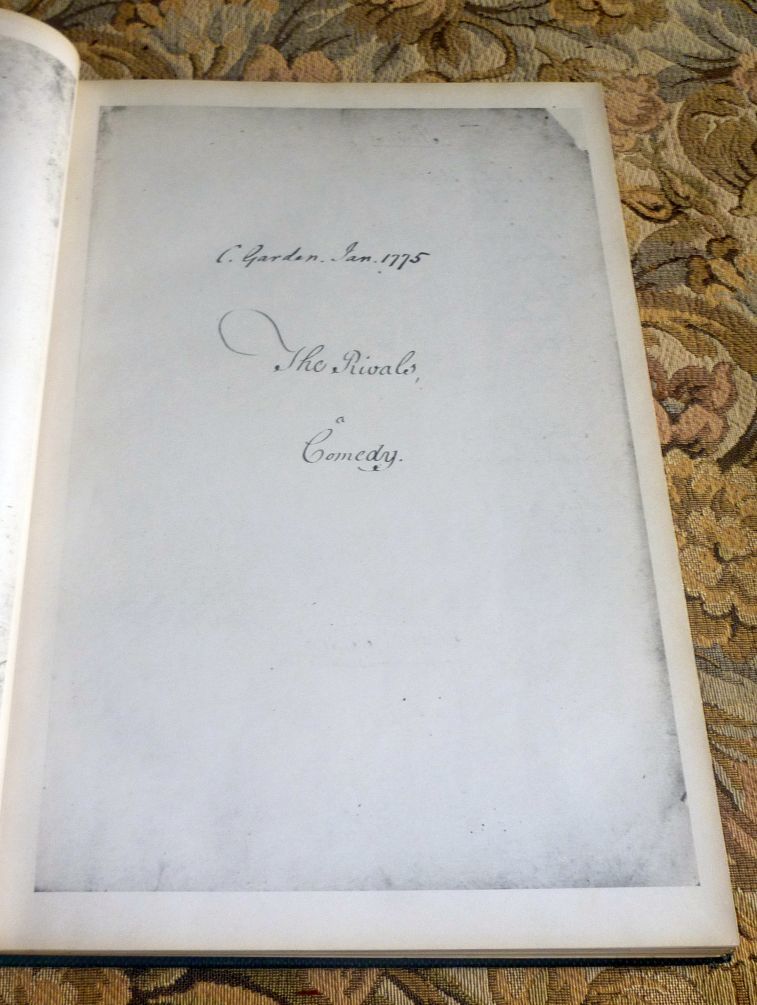 C. Garden. Jan. 1775
The Rivals,
a
Comedy.